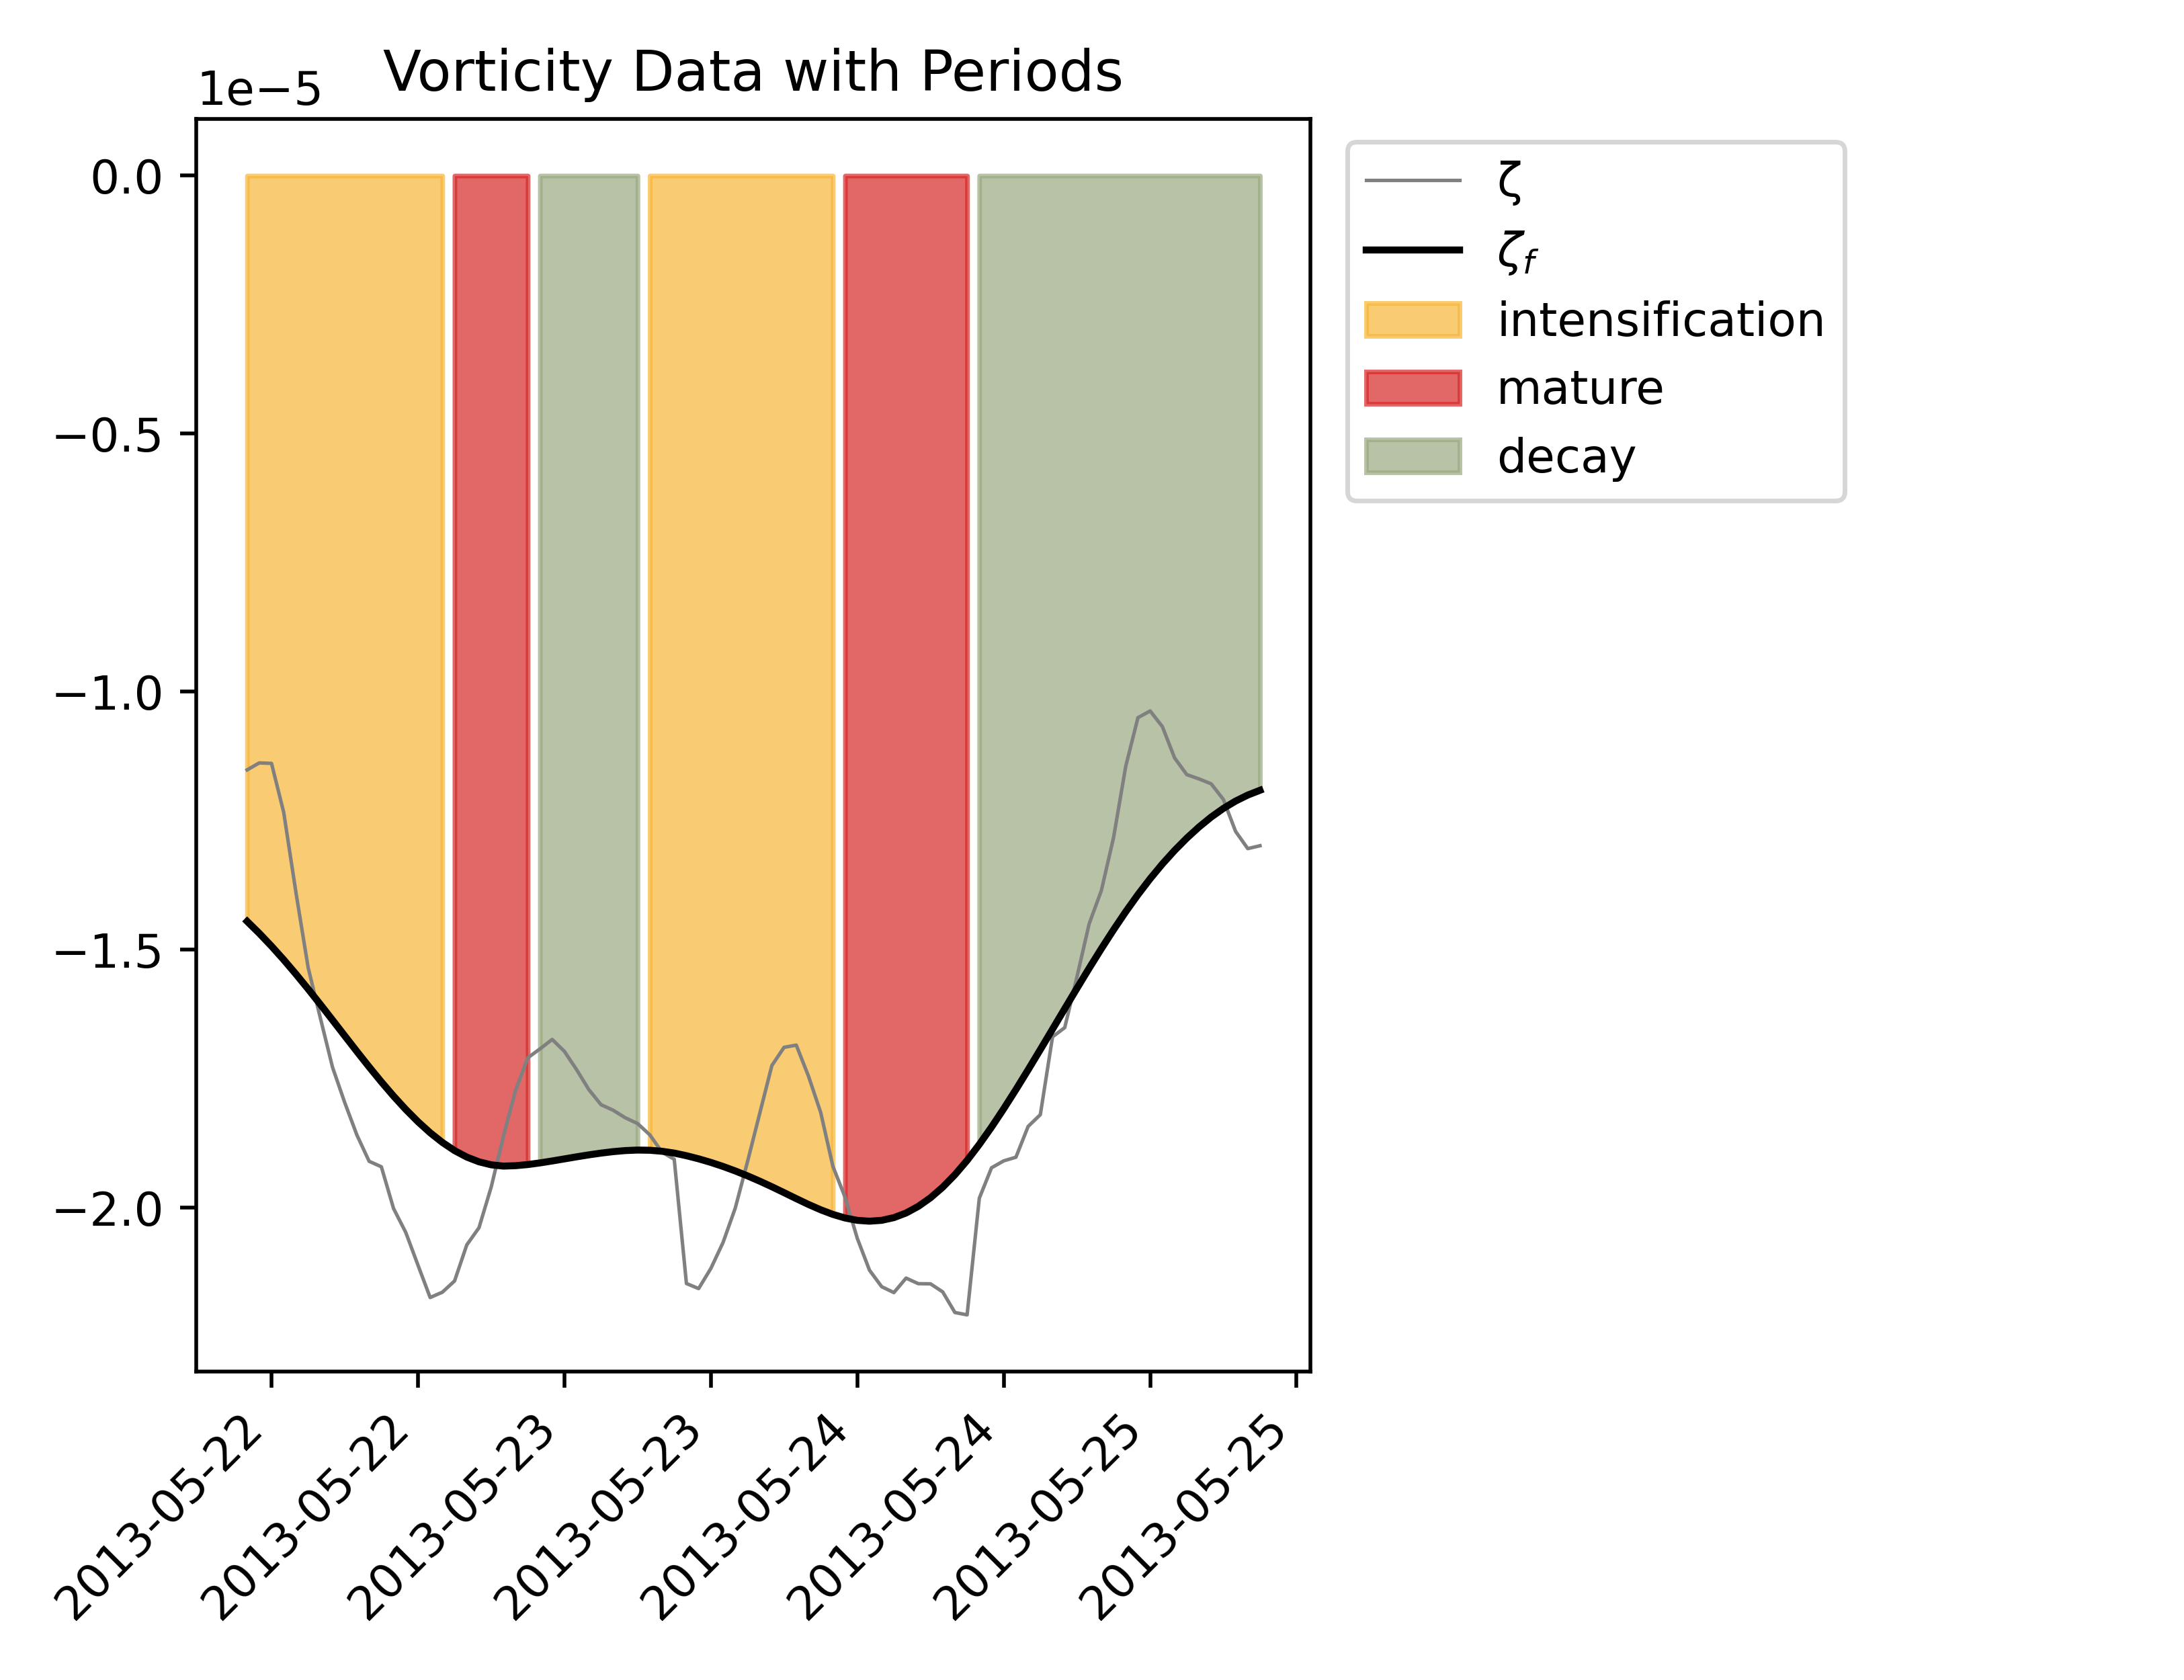 Vorticity Data with Periods
1e−5
0.0
−0.5
−1.0
−1.5
−2.0
2013-05-22
2013-05-22
2013-05-23
2013-05-23
2013-05-24
2013-05-24
2013-05-25
2013-05-25
ζ
ζf
intensification
mature
decay